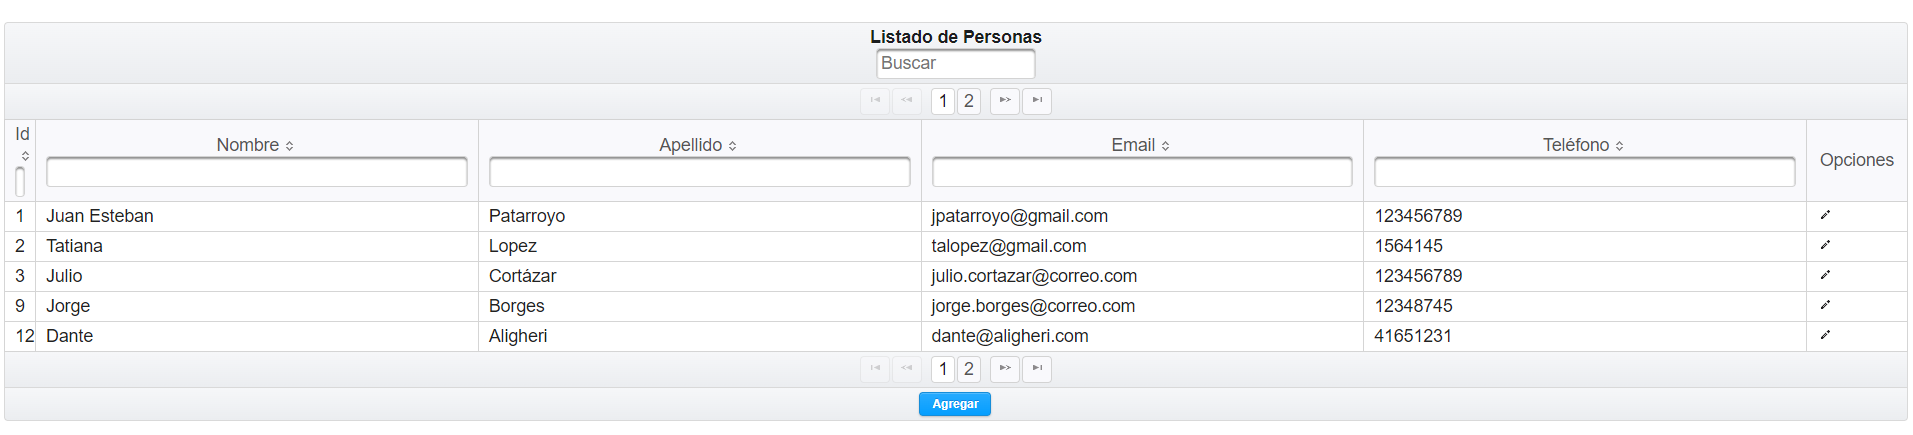 Listado de Personas
Buscar
1 2
Id Nombre Apellido Email Teléfono Opciones
1 Juan Esteban Patarroyo jpatarroyo@gmail.com 123456789
2 Tatiana Lopez talopez@gmail.com 1564145
3 Julio Cortázar julio.cortazar@correo.com 123456789
9 Jorge Borges jorge.borges@correo.com 12348745
12 Dante Aligheri dante@aligheri.com 41651231
1 2
Agregar